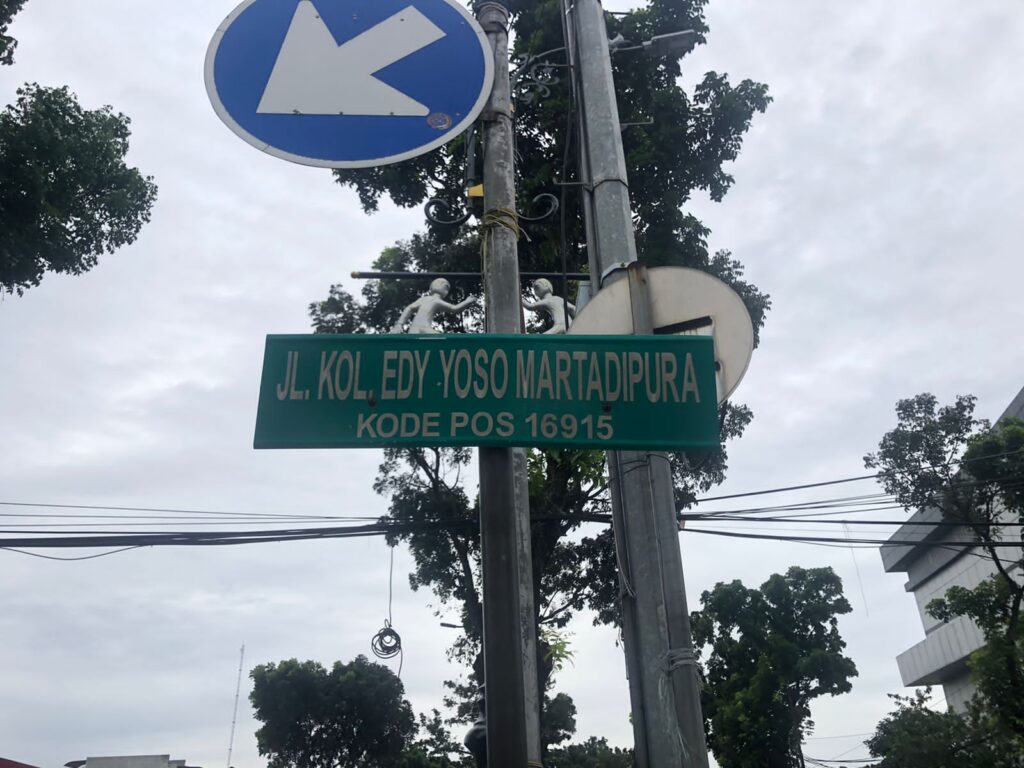 JL. KOL. EDY YOSO MARTADIPURA
KODE POS 16915